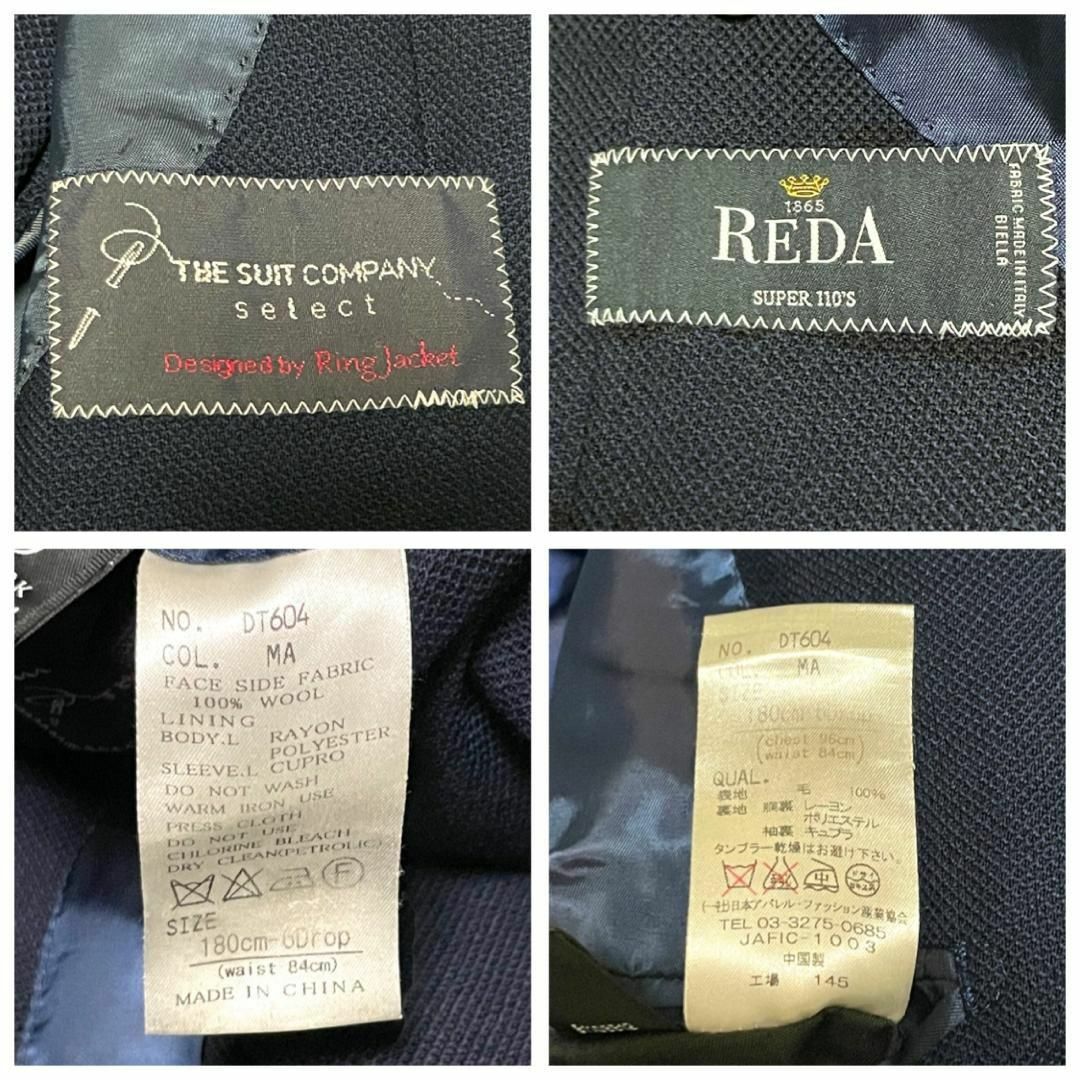 THE SUIT COMPANY
select
Designed by Ring Jacket
1865
REDA
SUPER 110'S
FABRIC MADE IN ITALY
BIELLA
NO. DT604
COL. MA
FACE SIDE FABRIC
100% WOOL
LINING
BODY.L RAYON
POLYESTER
SLEEVE.L CUPRO
DO NOT WASH
WARM IRON USE
PRESS CLOTH
DO NOT USE
CHLORINE BLEACH
DRY CLEAN(PETROLIC)
F
SIZE
180cm-6Drop
(waist 84cm)
MADE IN CHINA
NO. DT604
COL. MA
SIZE
180cm-6Drop
(chest 96cm)
(waist 84cm)
QUAL.
表地 毛 100%
裏地 胴裏 レーヨン
ポリエステル
袖裏 キュプラ
タンブラー乾燥はお避け下さい。
中 ドライ
(一社)日本アパレル・ファッション産業協会
TEL 03-3275-0685
JAFIC-1003
中国製
工場 145